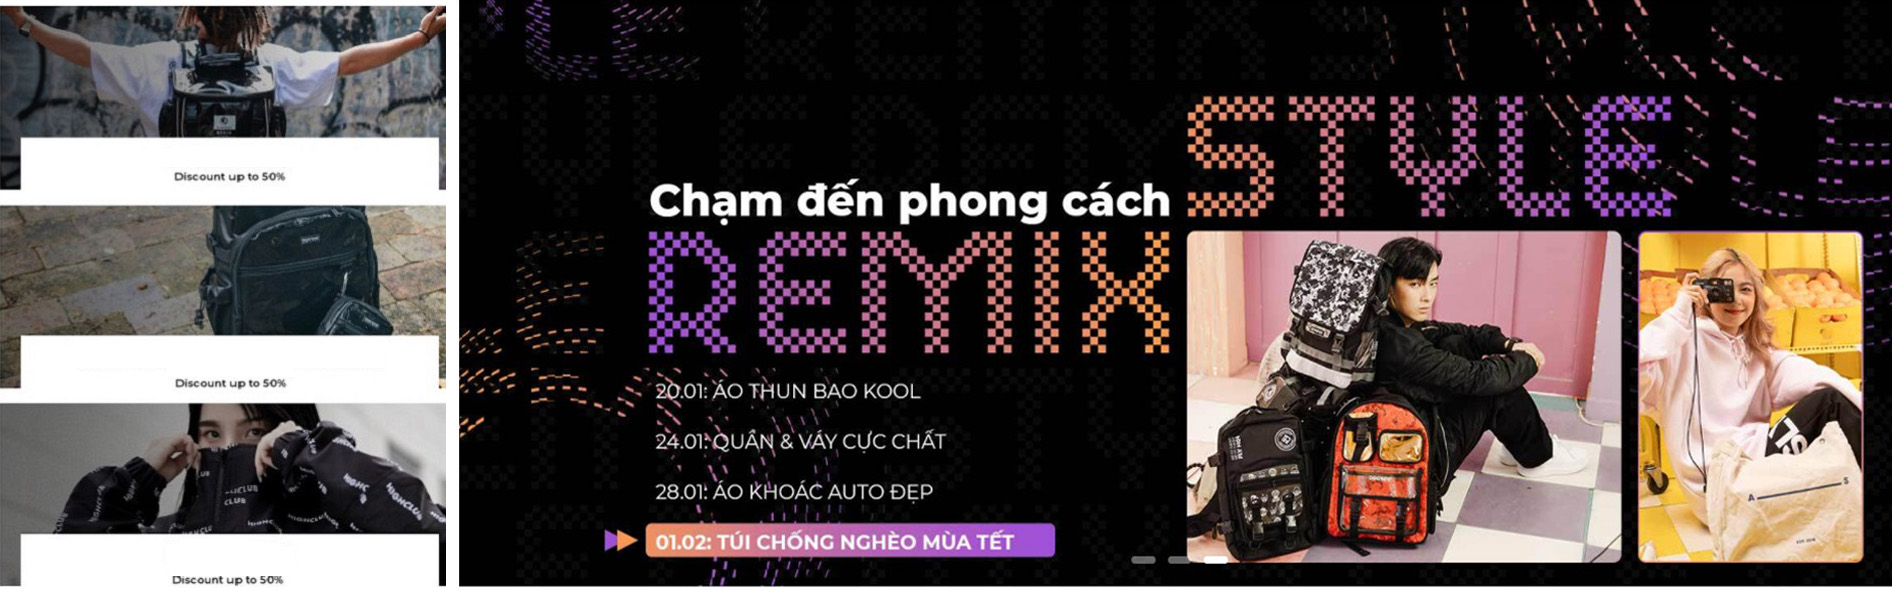 Discount up to 50%
Discount up to 50%
HIGHCLUB
CLUB
Discount up to 50%
STYLE
Chạm đến phong cách
REMIX
20.01: ÁO THUN BAO KOOL
24.01: QUẦN & VÁY CỰC CHẤT
28.01: ÁO KHOÁC AUTO ĐẸP
01.02: TÚI CHỐNG NGHÈO MÙA TẾT